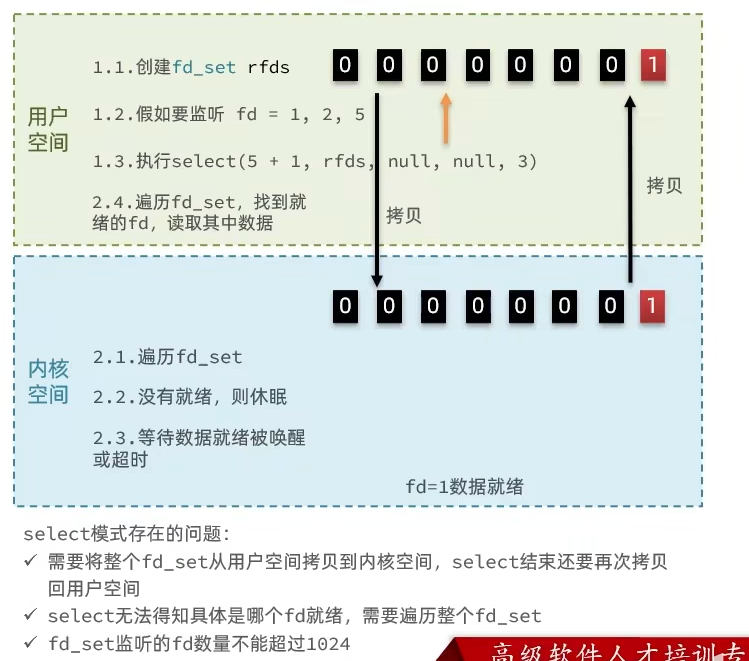 1.1.创建fd_set rfds
0 0 0 0 0 0 0 1
用户
空间
1.2.假如要监听 fd = 1, 2, 5
1.3.执行select(5 + 1, rfds, null, null, 3)
2.4.遍历fd_set，找到就
绪的fd，读取其中数据
拷贝
拷贝
0 0 0 0 0 0 0 1
内核
空间
2.1.遍历fd_set
2.2.没有就绪，则休眠
2.3.等待数据就绪被唤醒
或超时
fd=1数据就绪
select模式存在的问题：
✓ 需要将整个fd_set从用户空间拷贝到内核空间，select结束还要再次拷贝
回用户空间
✓ select无法得知具体是哪个fd就绪，需要遍历整个fd_set
✓ fd_set监听的fd数量不能超过1024
高级软件人才培训专